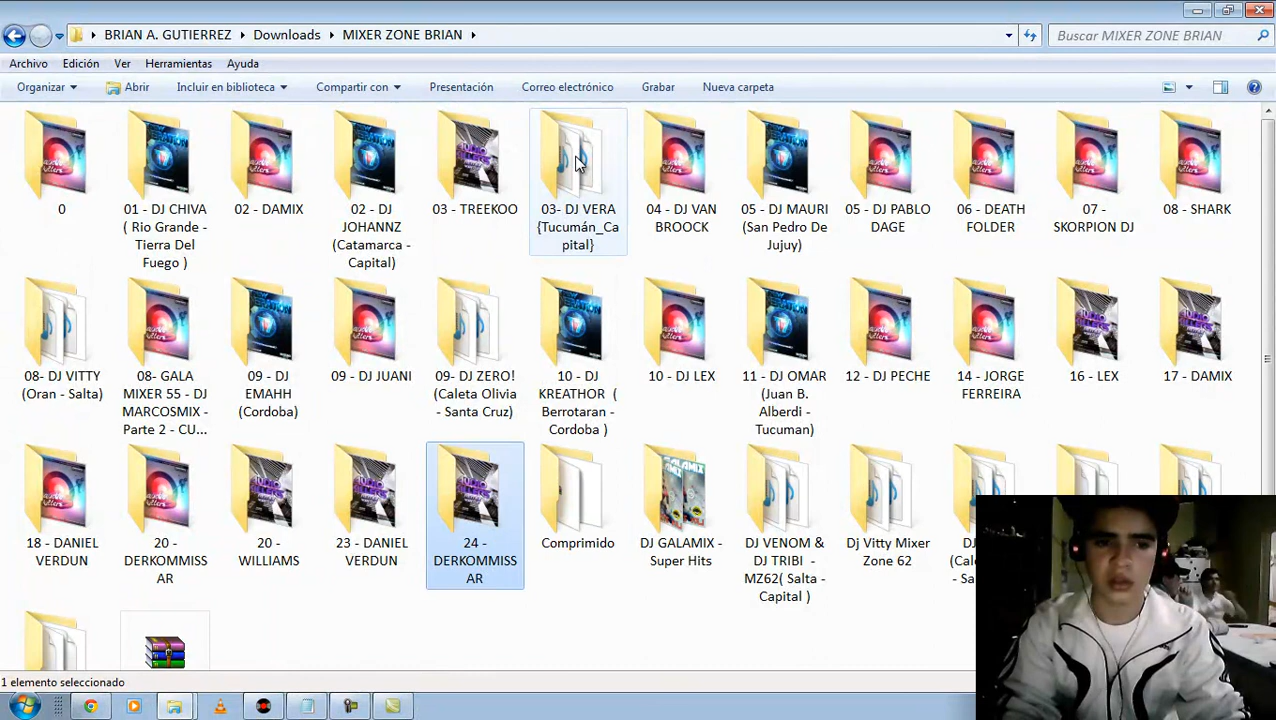 BRIAN A. GUTIERREZ Downloads MIXER ZONE BRIAN
Buscar MIXER ZONE BRIAN
Archivo Edición Ver Herramientas Ayuda
Organizar Abrir Incluir en biblioteca Compartir con Presentación Correo electrónico Grabar Nueva carpeta
0
01 - DJ CHIVA
( Rio Grande -
Tierra Del
Fuego )
02 - DAMIX
02 - DJ
JOHANNZ
(Catamarca -
Capital)
03 - TREEKOO
03- DJ VERA
{Tucumán_Ca
pital}
04 - DJ VAN
BROOCK
05 - DJ MAURI
(San Pedro De
Jujuy)
05 - DJ PABLO
DAGE
06 - DEATH
FOLDER
07 -
SKORPION DJ
08 - SHARK
08- DJ VITTY
(Oran - Salta)
08- GALA
MIXER 55 - DJ
MARCOSMIX -
Parte 2 - CU...
09 - DJ
EMAHH
(Cordoba)
09 - DJ JUANI
09- DJ ZERO!
(Caleta Olivia
- Santa Cruz)
10 - DJ
KREATHOR (
Berrotaran -
Cordoba )
10 - DJ LEX
11 - DJ OMAR
(Juan B.
Alberdi -
Tucuman)
12 - DJ PECHE
14 - JORGE
FERREIRA
16 - LEX
17 - DAMIX
18 - DANIEL
VERDUN
20 -
DERKOMMISS
AR
20 -
WILLIAMS
23 - DANIEL
VERDUN
24 -
DERKOMMISS
AR
Comprimido
DJ GALAMIX -
Super Hits
DJ VENOM &
DJ TRIBI -
MZ62( Salta -
Capital )
Dj Vitty Mixer
Zone 62
1 elemento seleccionado